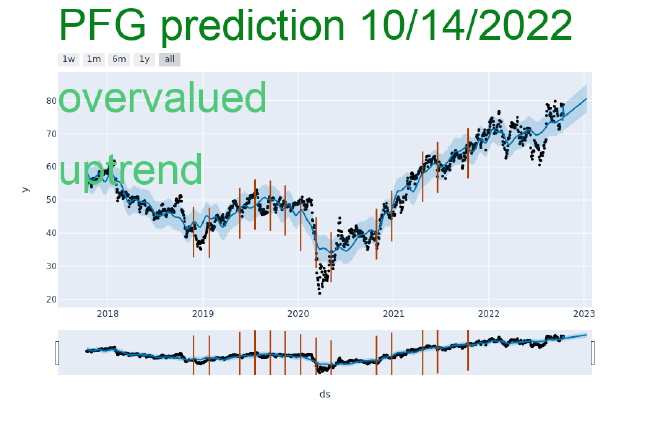 PFG prediction 10/14/2022
1w 1m 6m 1y all
overvalued
uptrend
80
70
60
50
40
30
20
y
2018 2019 2020 2021 2022 2023
ds